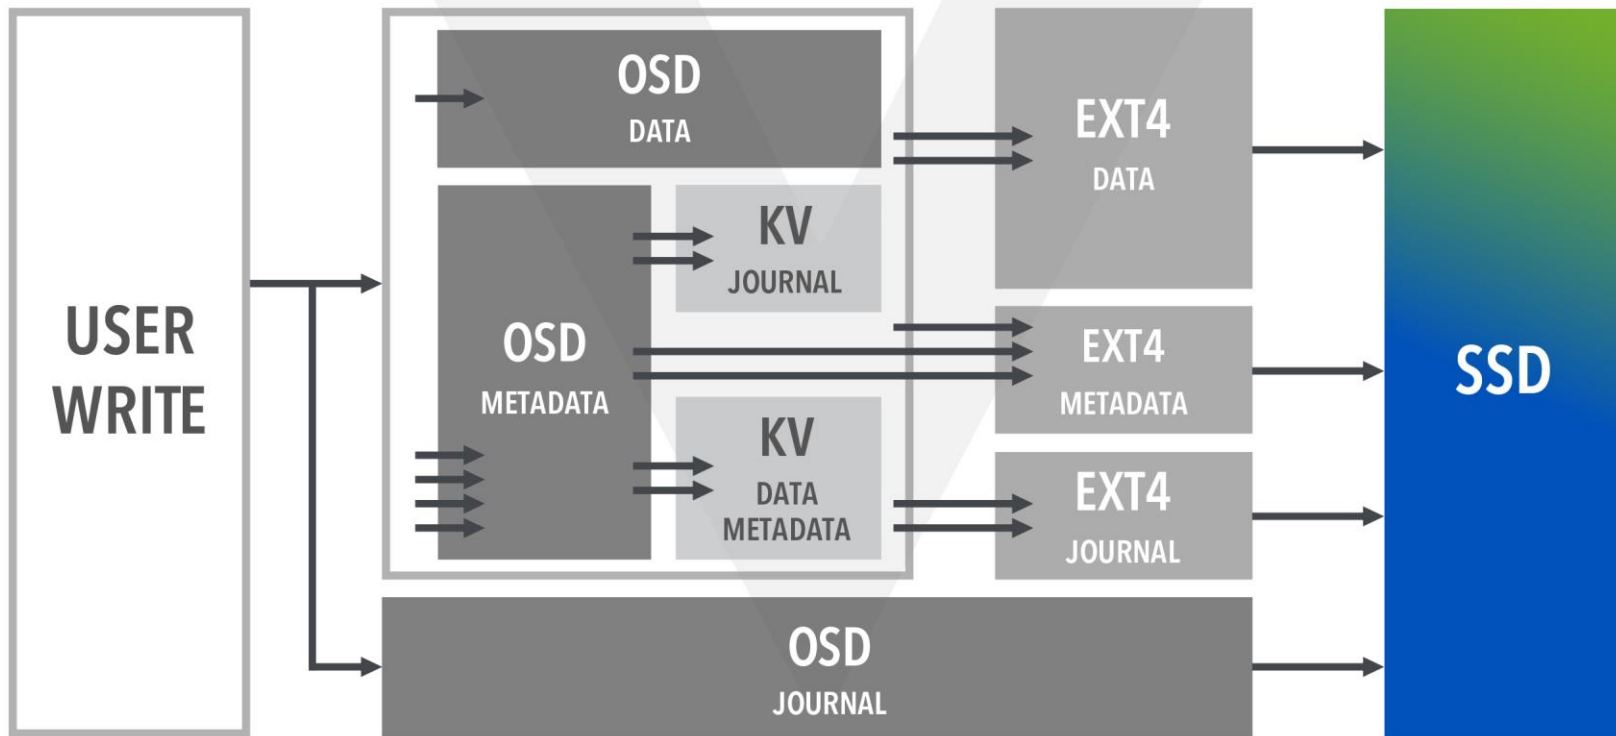 USER
WRITE
OSD
DATA
OSD
METADATA
KV
JOURNAL
KV
DATA
METADATA
EXT4
DATA
EXT4
METADATA
EXT4
JOURNAL
OSD
JOURNAL
SSD